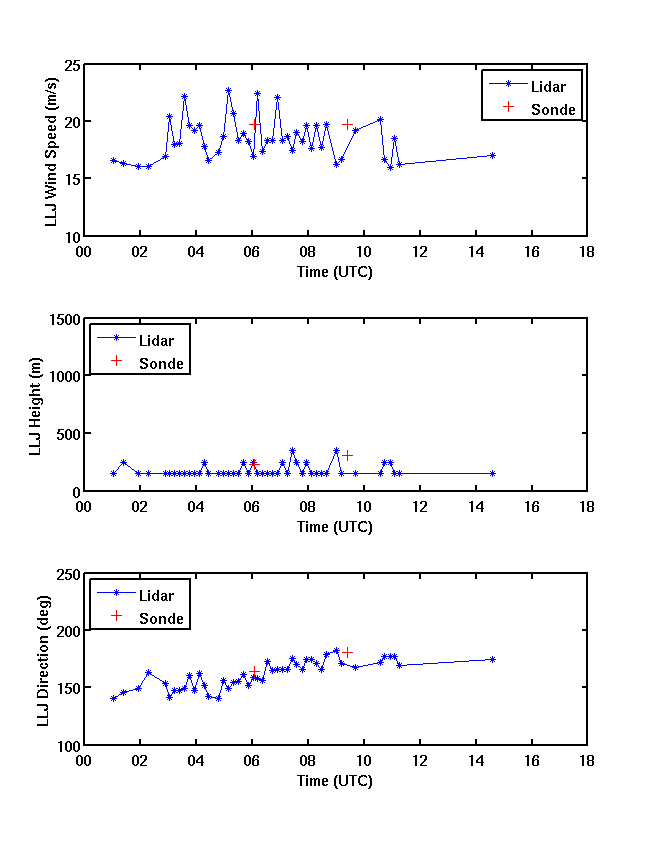 25
20
15
10
LLJ Wind Speed (m/s)
Lidar
Sonde
00 02 04 06 08 10 12 14 16 18
Time (UTC)
1500
1000
500
0
LLJ Height (m)
Lidar
Sonde
00 02 04 06 08 10 12 14 16 18
Time (UTC)
250
200
150
100
LLJ Direction (deg)
Lidar
Sonde
00 02 04 06 08 10 12 14 16 18
Time (UTC)